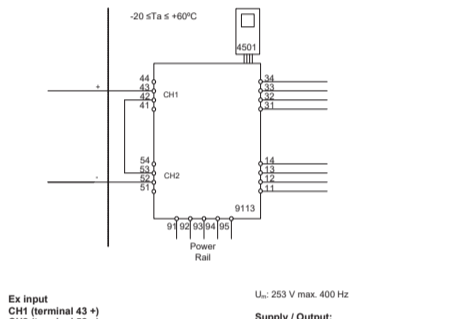 -20 ≤Ta ≤ +60ºC
4501
44
43
42
41
+
CH1
34
33
32
31
54
53
52
51
-
CH2
14
13
12
11
9113
91 92 93 94 95
Power
Rail
Ex input
CH1 (terminal 43 +)
Uₘ: 253 V max. 400 Hz
Supply / Output: